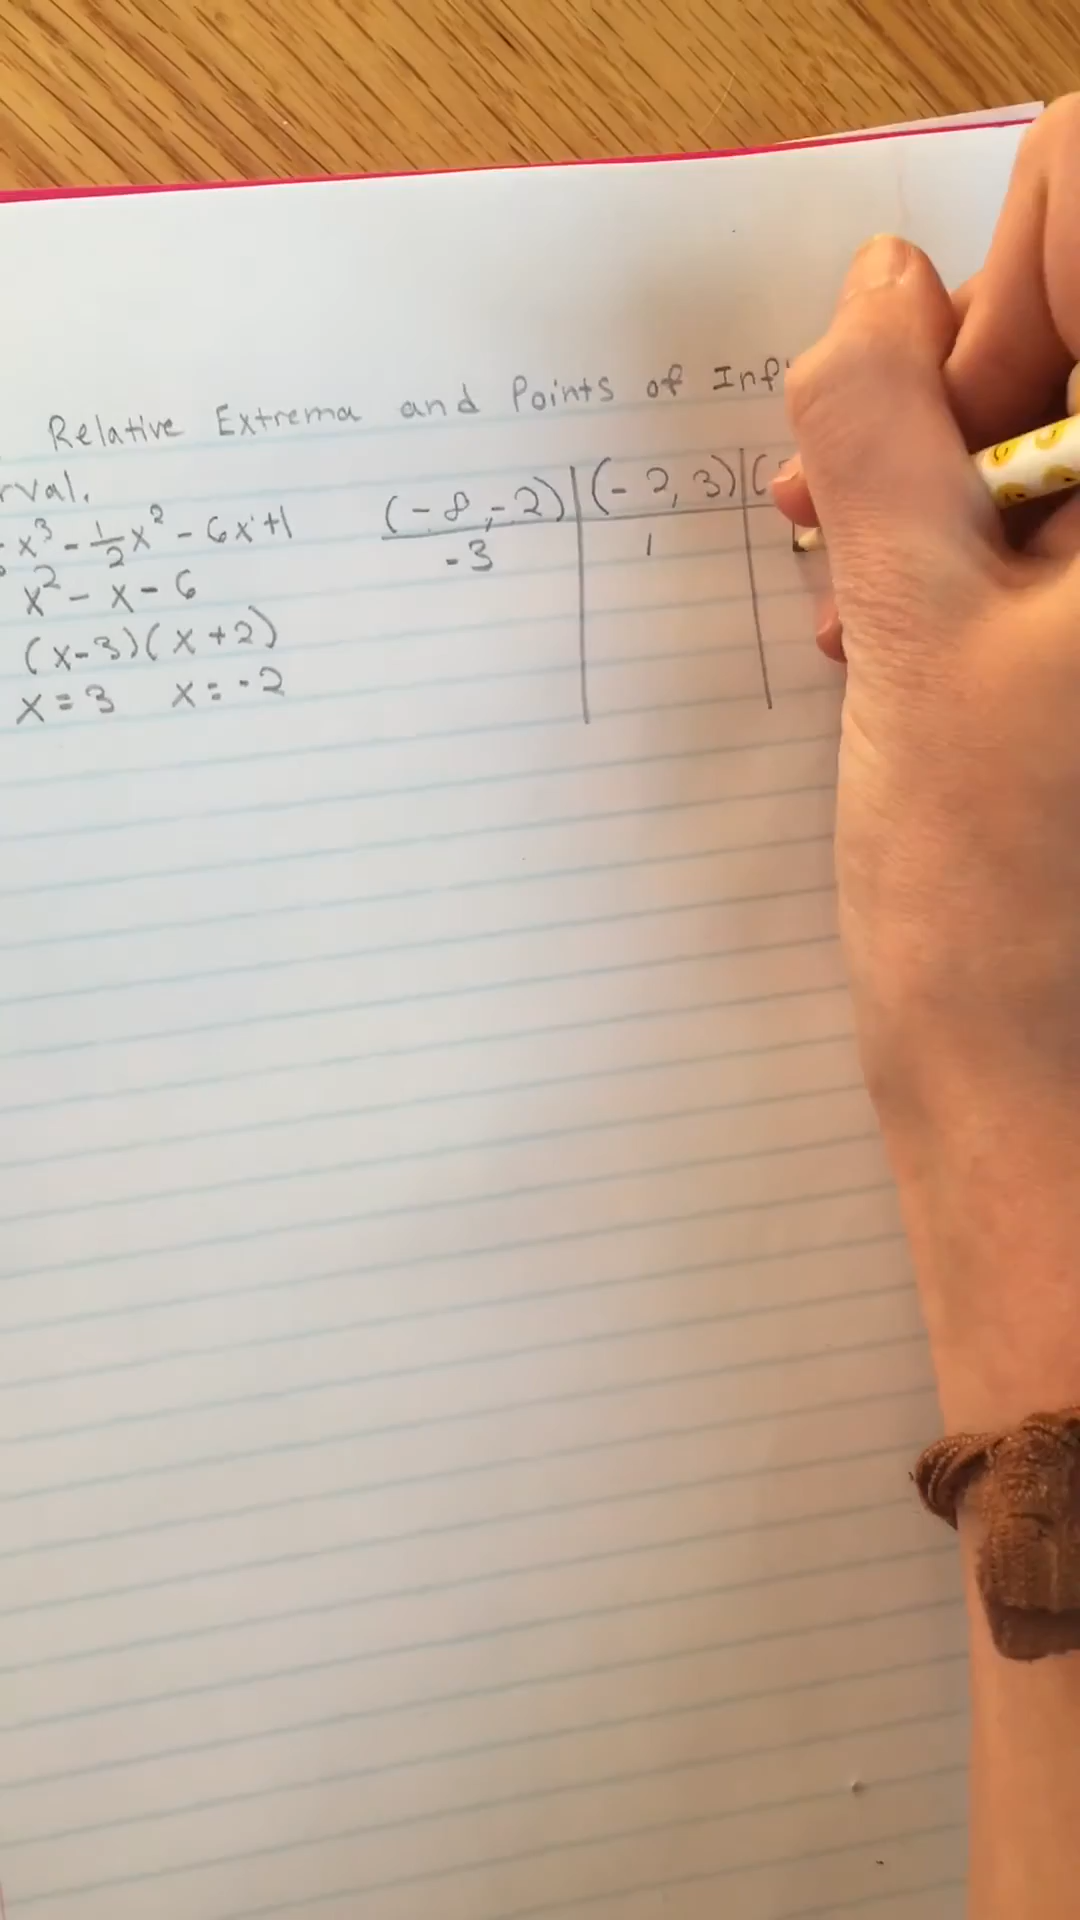 Relative Extrema and Points of Inf
rval.
x³ - 1/2x² - 6x+1
x² - x - 6
(x-3)(x+2)
x=3 x=-2
(-∞,-2) | (-2,3) | (
-3 | 1